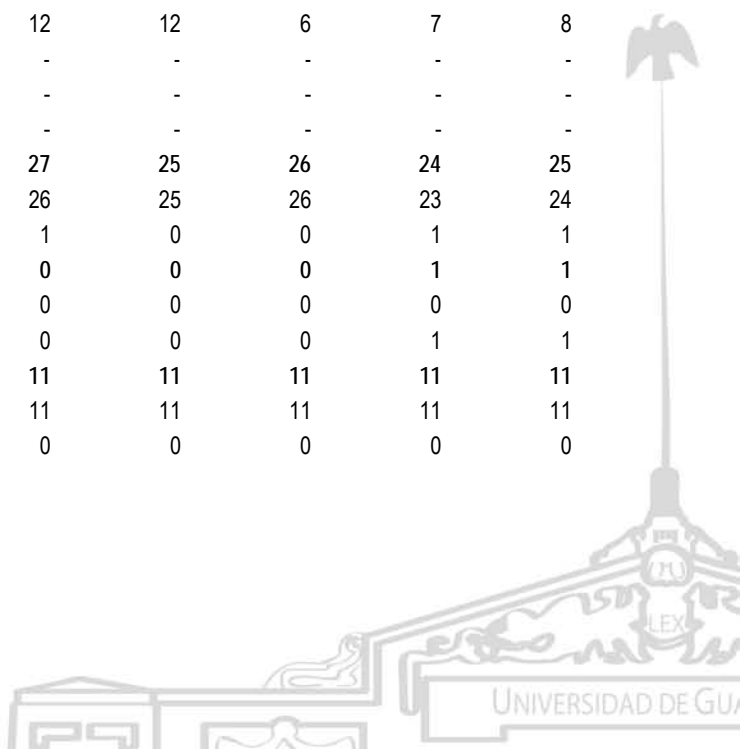 12 12 6 7 8
- - - - -
- - - - -
- - - - -
27 25 26 24 25
26 25 26 23 24
1 0 0 1 1
0 0 0 1 1
0 0 0 0 0
0 0 0 1 1
11 11 11 11 11
11 11 11 11 11
0 0 0 0 0
LEX
UNIVERSIDAD DE GUA